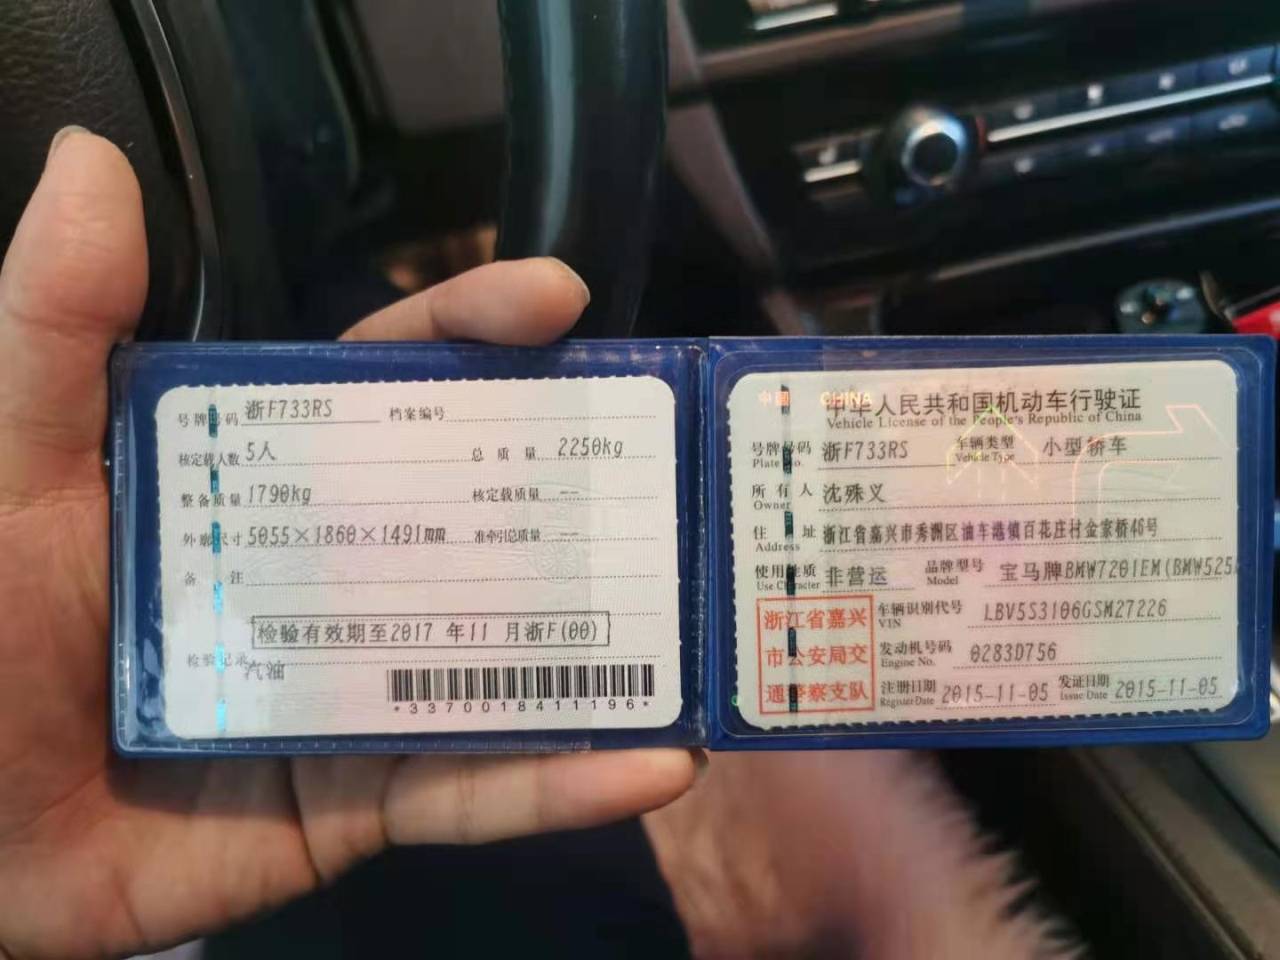 号牌号码 浙F733RS 档案编号
核定载人数 5人 总质量 2250kg
整备质量 1790kg 核定载质量 --
外廓尺寸 5055×1860×1491mm 准牵引总质量 --
备注
检验有效期至2017 年11 月浙F(00)
检验记录
汽油
*3370018411196*
中国 CHINA
中华人民共和国机动车行驶证
Vehicle License of the People's Republic of China
号牌号码 浙F733RS 车辆类型 小型轿车
Plate No. Vehicle Type
所有人 沈殊义
Owner
住址 浙江省嘉兴市秀洲区油车港镇百花庄村金家桥46号
Address
使用性质 非营运 品牌型号 宝马牌BMW7201EM(BMW525
Use Character Model
浙江省嘉兴
市公安局交
通警察支队
车辆识别代号 LBV5S3106GSM27226
VIN
发动机号码 0283D756
Engine No.
注册日期 2015-11-05 发证日期 2015-11-05
Register Date Issue Date